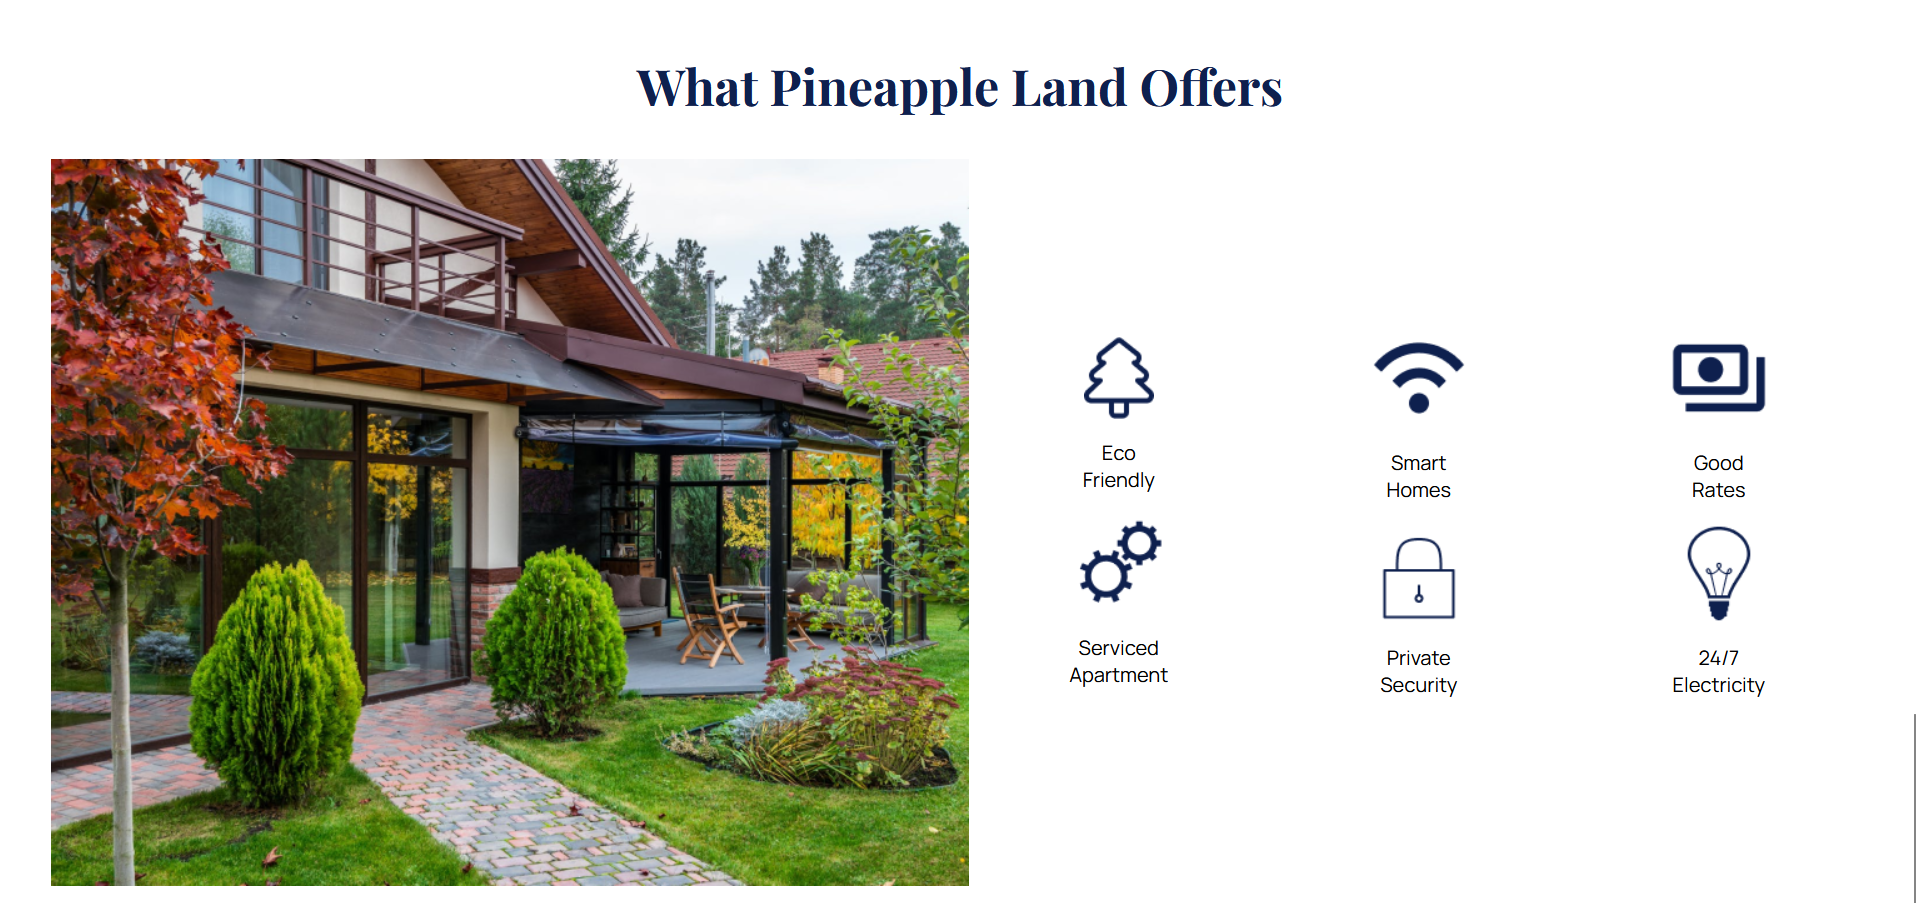 What Pineapple Land Offers
Eco
Friendly
Smart
Homes
Good
Rates
Serviced
Apartment
Private
Security
24/7
Electricity